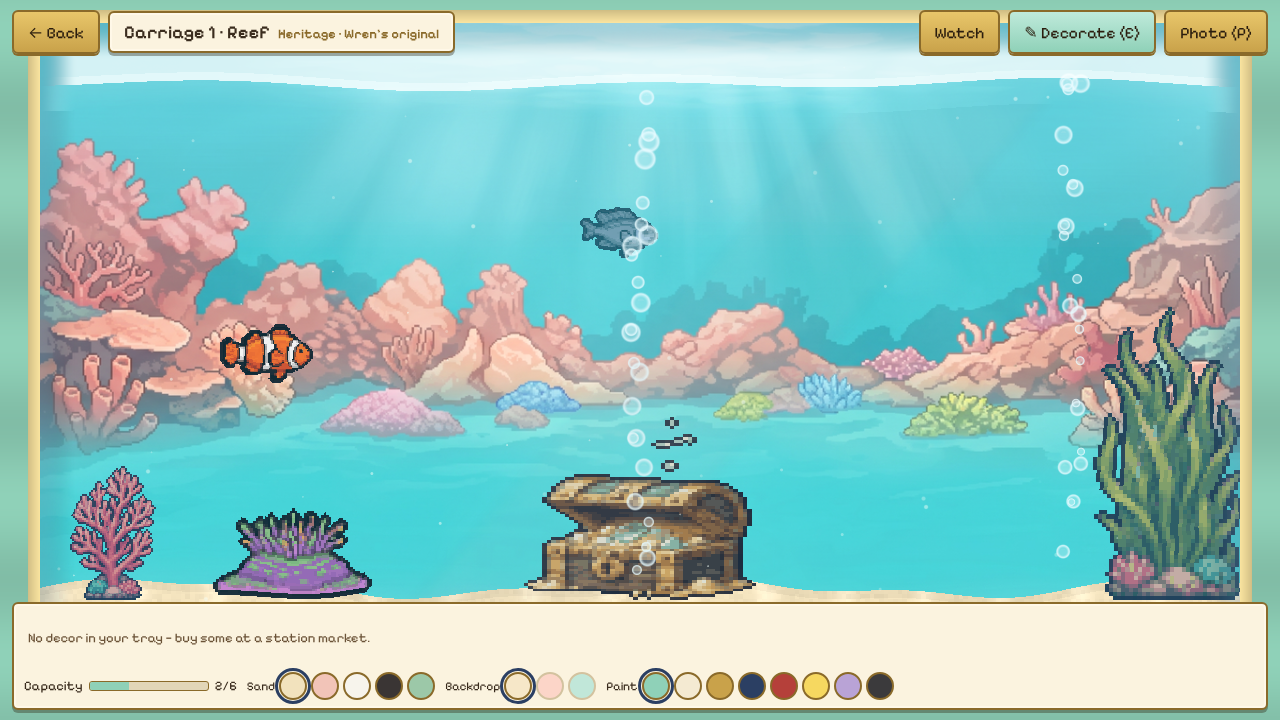 ← Back
Carriage 1 · Reef Heritage · Wren's original
Watch
✎ Decorate (E)
Photo (P)
No decor in your tray – buy some at a station market.
Capacity 2/6 Sand Backdrop Paint